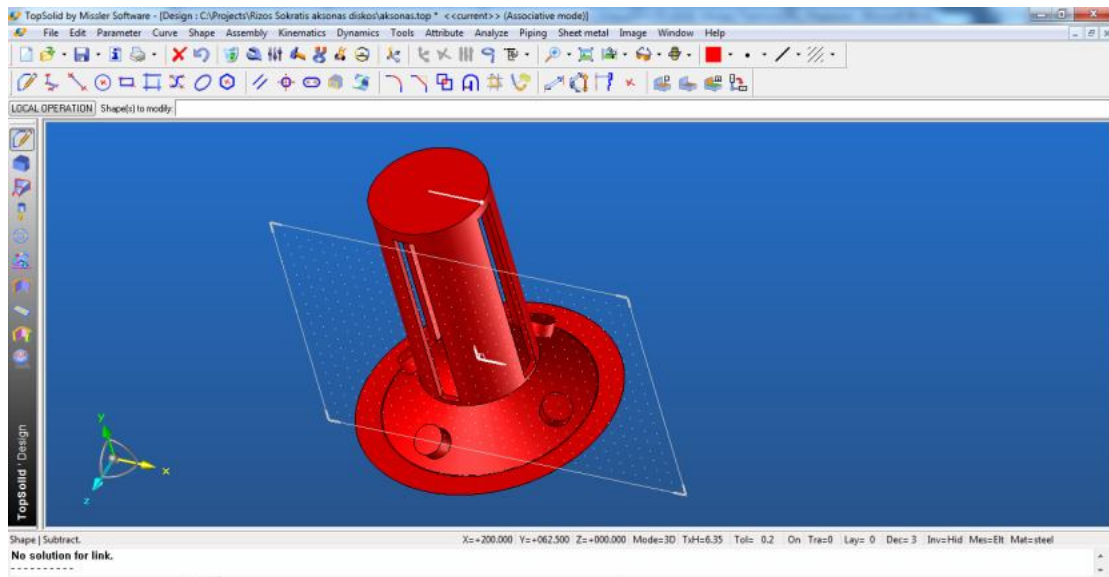 TopSolid by Missler Software - [Design : C:\Projects\Rizos Sokratis aksonas diskos\aksonas.top * <<current>> (Associative mode)]
File Edit Parameter Curve Shape Assembly Kinematics Dynamics Tools Attribute Analyze Piping Sheet metal Image Window Help
LOCAL OPERATION Shape(s) to modify:
y
x
z
TopSolid 'Design
Shape | Subtract. X=+200.000 Y=+062.500 Z=+000.000 Mode=3D TxH=6.35 Tol= 0.2 On Tra=0 Lay= 0 Dec= 3 Inv=Hid Mes=Elt Mat=steel
No solution for link.
----------